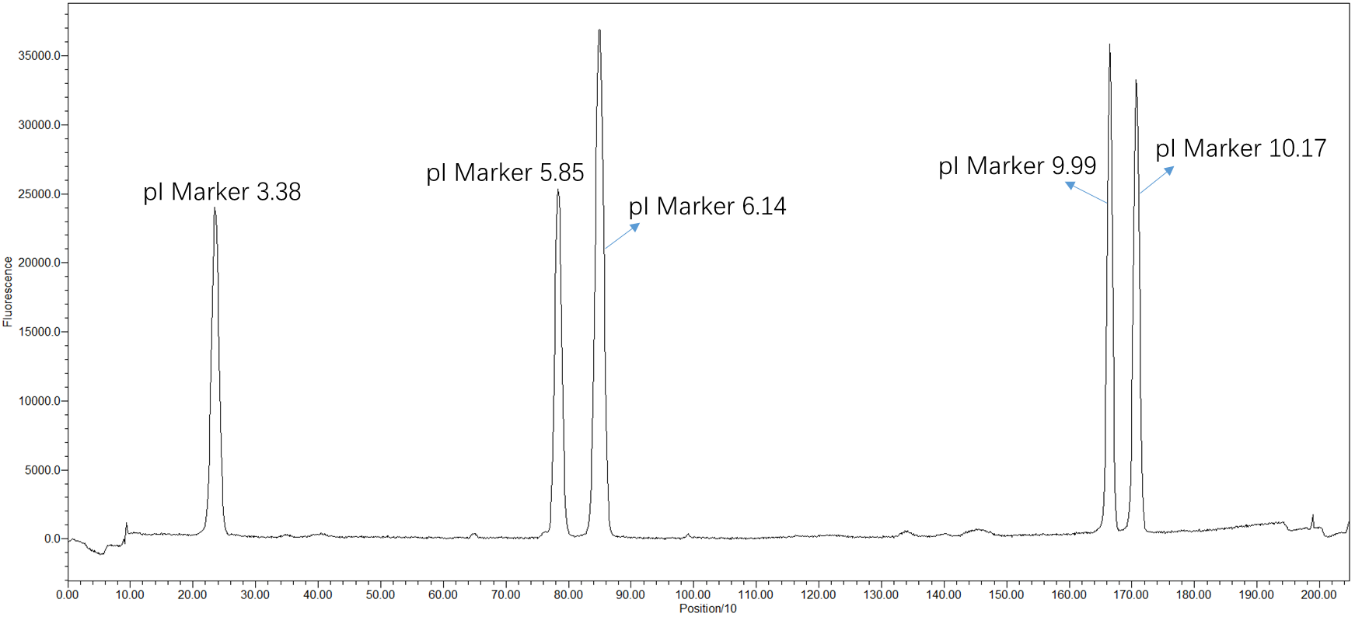 35000.0
30000.0
25000.0
20000.0
15000.0
10000.0
5000.0
0.0
Fluorescence
pI Marker 3.38
pI Marker 5.85
pI Marker 6.14
pI Marker 9.99
pI Marker 10.17
0.00 10.00 20.00 30.00 40.00 50.00 60.00 70.00 80.00 90.00 100.00 110.00 120.00 130.00 140.00 150.00 160.00 170.00 180.00 190.00 200.00
Position/10